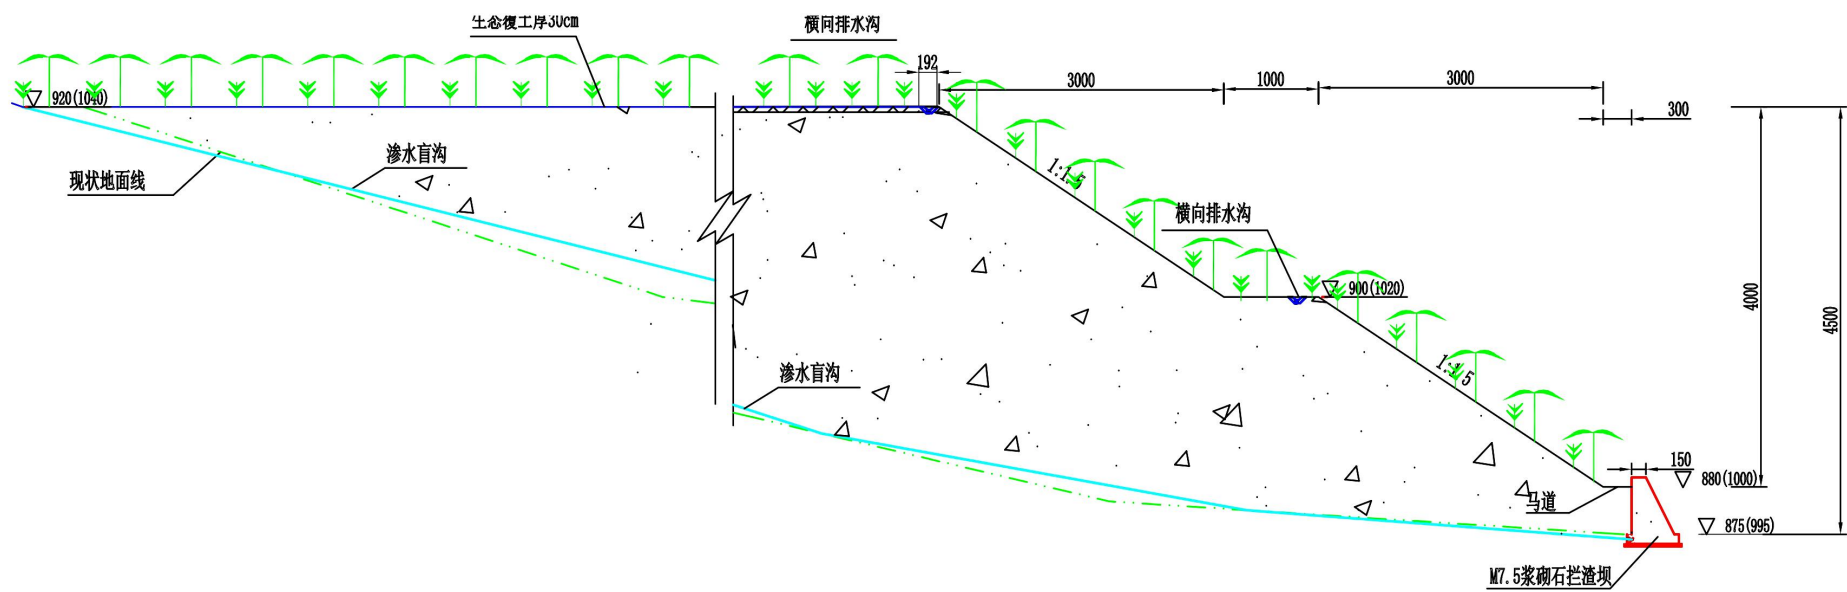 生态覆土厚30cm
横向排水沟
192
3000
1000
3000
300
920(1040)
渗水盲沟
现状地面线
1:1.5
横向排水沟
900(1020)
4000
4500
渗水盲沟
1:1.5
150
880(1000)
马道
875(995)
M7.5浆砌石拦渣坝